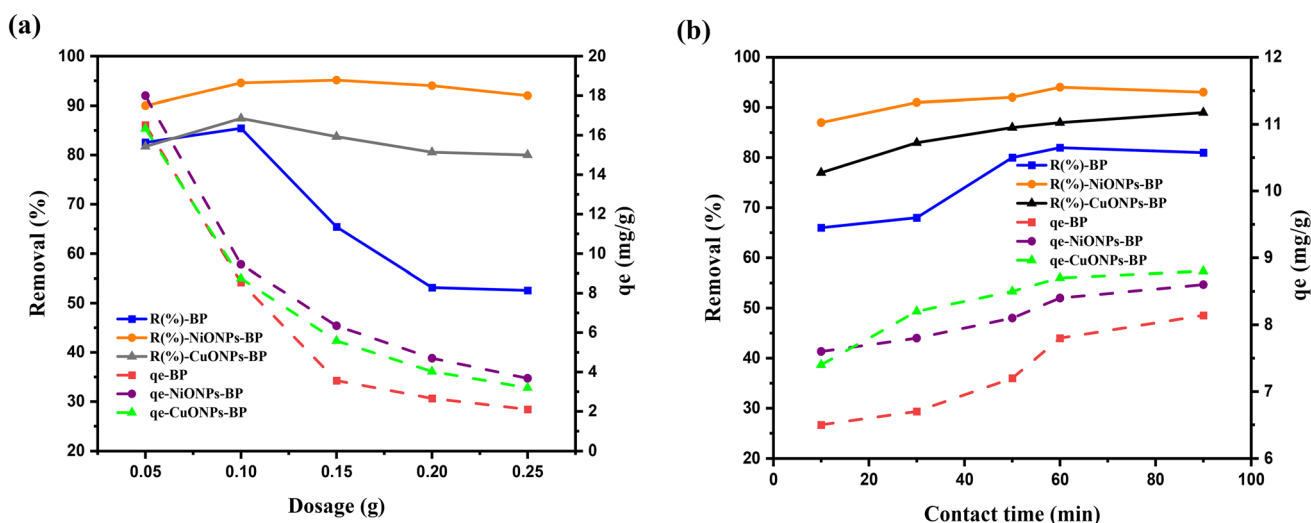 (a)
100
90
80
70
60
50
40
30
20
Removal (%)
20
18
16
14
12
10
8
6
4
2
0
qe (mg/g)
R(%)-BP
R(%)-NiONPs-BP
R(%)-CuONPs-BP
qe-BP
qe-NiONPs-BP
qe-CuONPs-BP
0.05 0.10 0.15 0.20 0.25
Dosage (g)
(b)
100
90
80
70
60
50
40
30
20
Removal (%)
12
11
10
9
8
7
6
qe (mg/g)
R(%)-BP
R(%)-NiONPs-BP
R(%)-CuONPs-BP
qe-BP
qe-NiONPs-BP
qe-CuONPs-BP
0 20 40 60 80 100
Contact time (min)